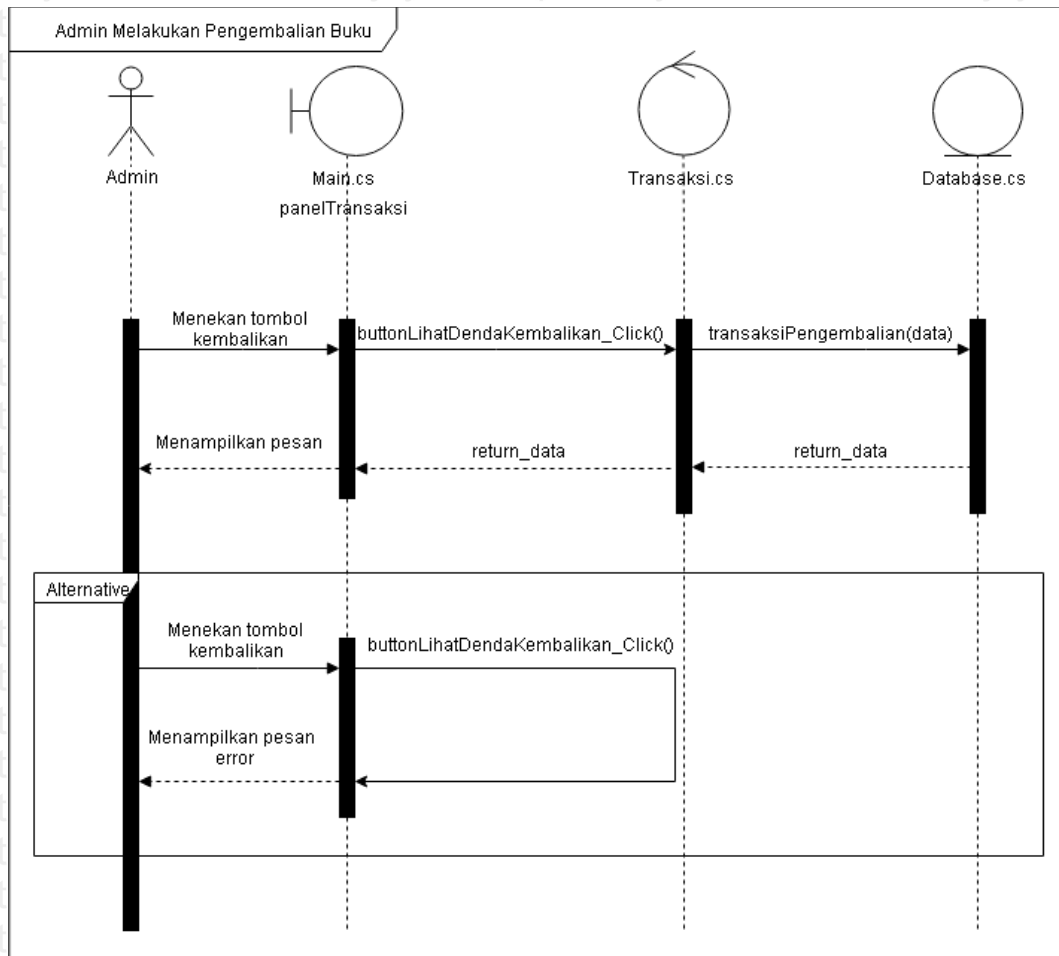 Admin Melakukan Pengembalian Buku
Admin
Main.cs
panelTransaksi
Transaksi.cs
Database.cs
Menekan tombol
kembalikan
buttonLihatDendaKembalikan_Click()
transaksiPengembalian(data)
Menampilkan pesan
return_data
return_data
Alternative
Menekan tombol
kembalikan
buttonLihatDendaKembalikan_Click()
Menampilkan pesan
error